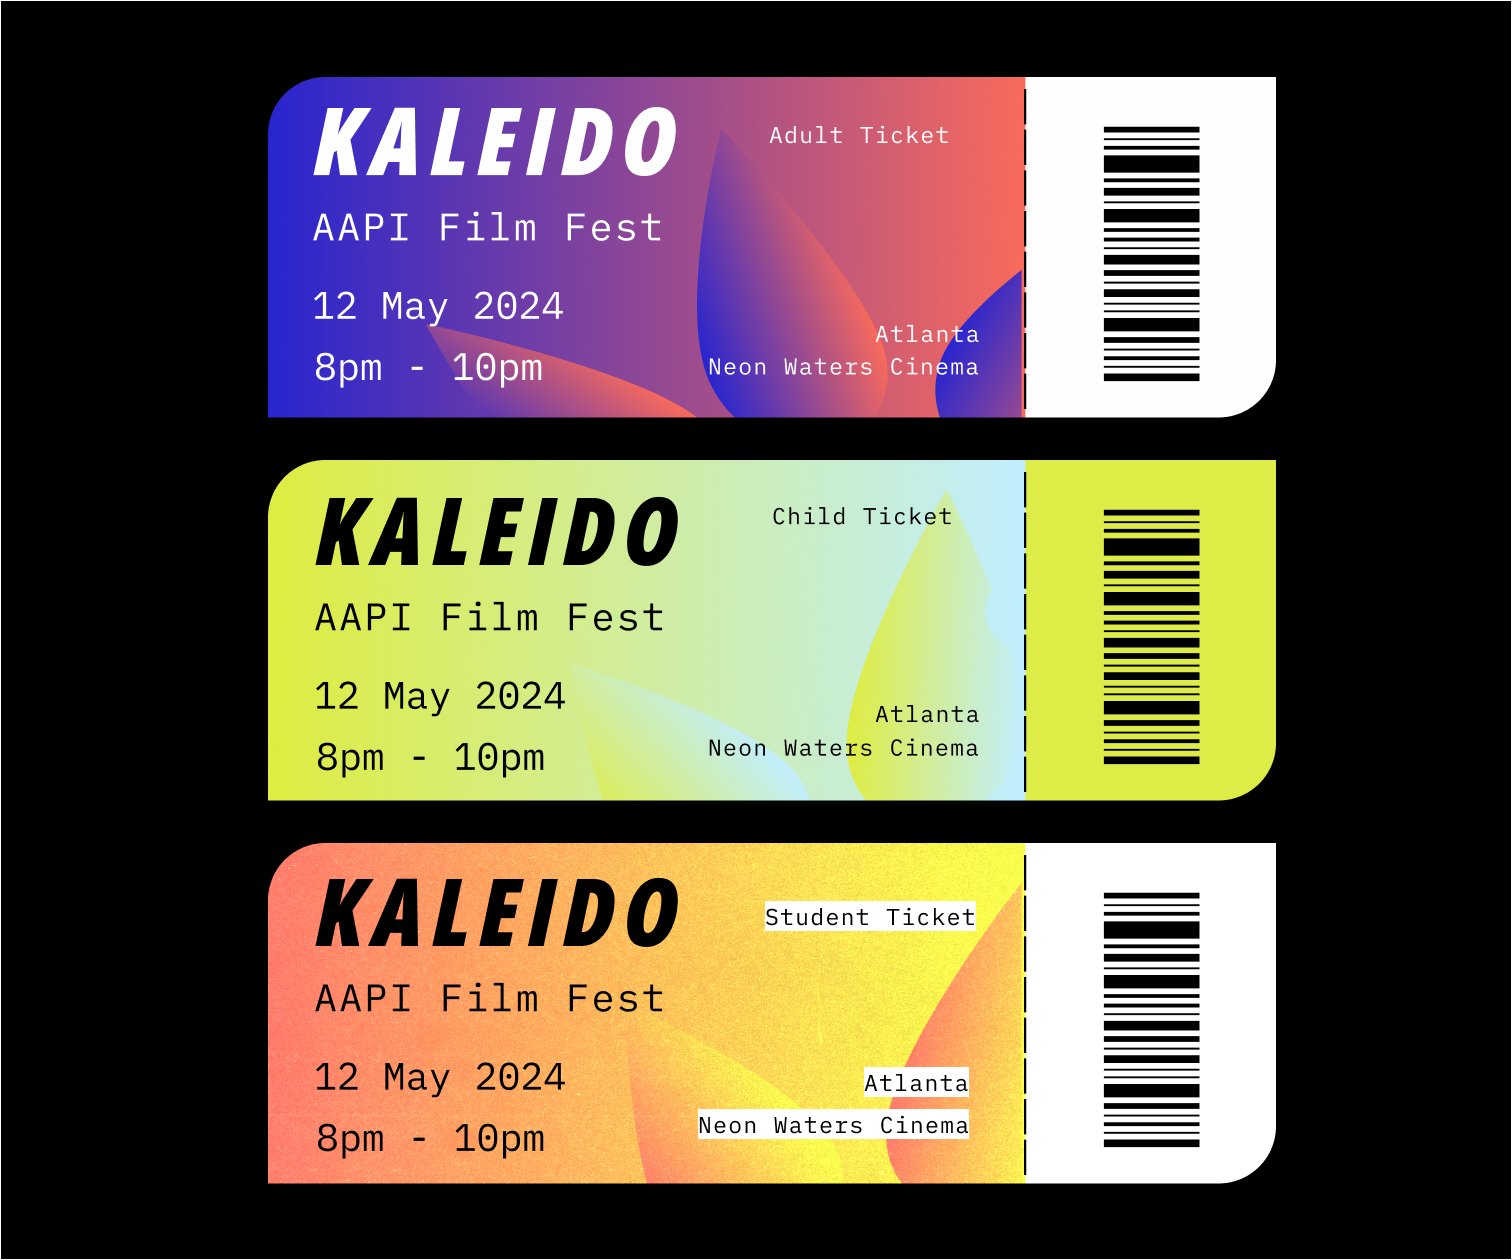 KALEIDO
Adult Ticket
AAPI Film Fest
12 May 2024
8pm - 10pm
Atlanta
Neon Waters Cinema
KALEIDO
Child Ticket
AAPI Film Fest
12 May 2024
8pm - 10pm
Atlanta
Neon Waters Cinema
KALEIDO
Student Ticket
AAPI Film Fest
12 May 2024
8pm - 10pm
Atlanta
Neon Waters Cinema